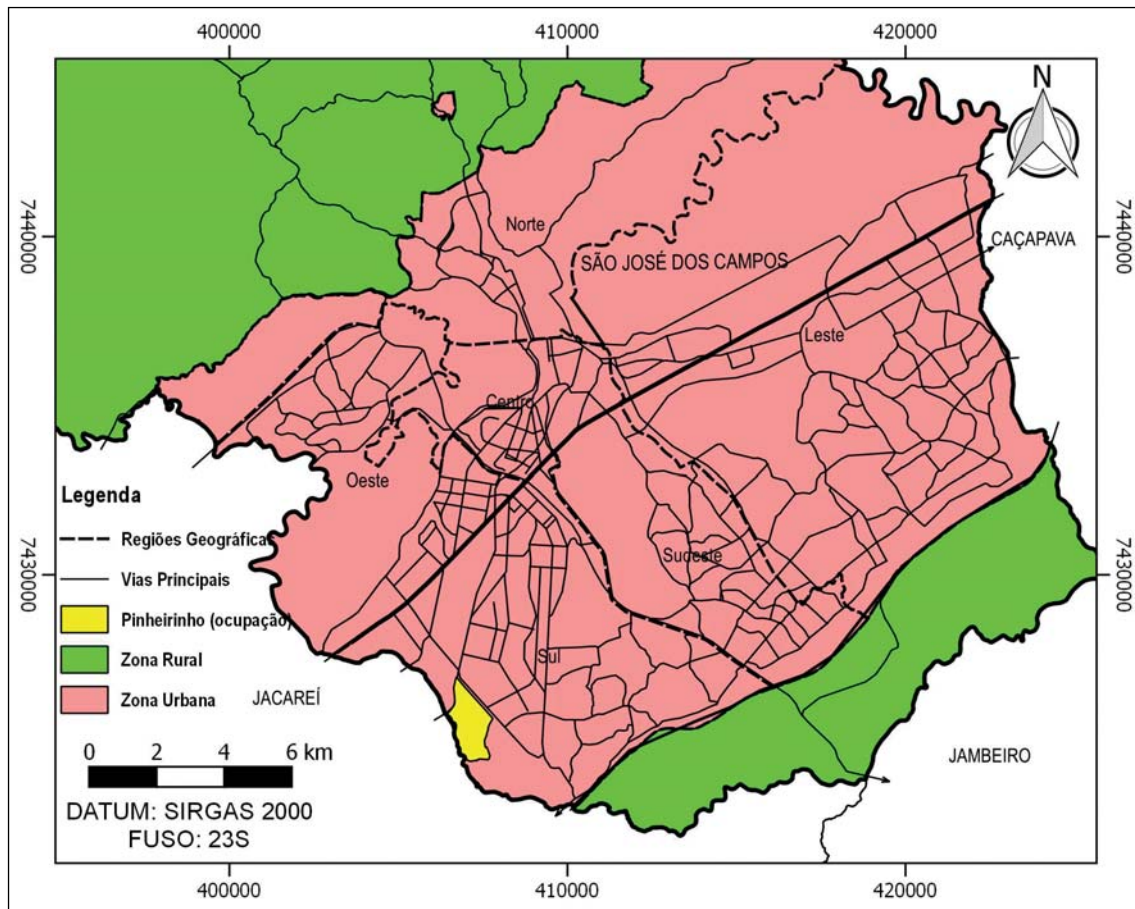 400000
410000
420000
N
7440000
7440000
CAÇAPAVA
Norte
SÃO JOSÉ DOS CAMPOS
Leste
Centro
Oeste
Legenda
Regiões Geográficas
Vias Principais
Pinheirinho (ocupação)
Zona Rural
Zona Urbana
7430000
7430000
Sudeste
Sul
JACAREÍ
JAMBEIRO
0 2 4 6 km
DATUM: SIRGAS 2000
FUSO: 23S
400000
410000
420000